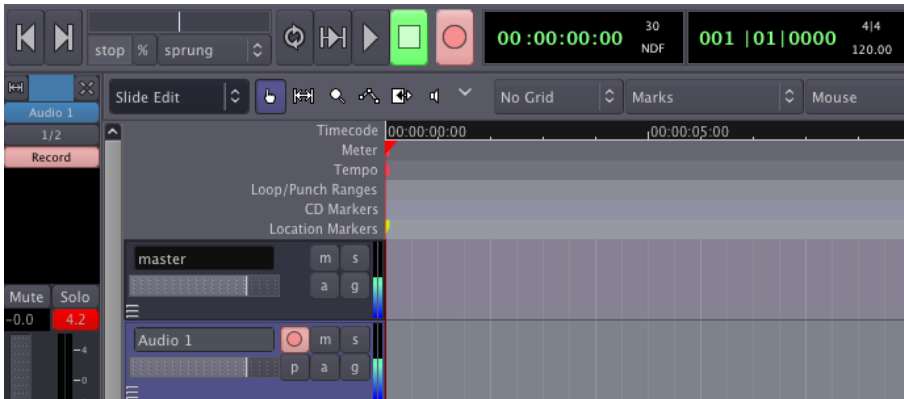 stop % sprung
00:00:00:00
30
NDF
001 |01|0000
4|4
120.00
Audio 1
1/2
Record
Mute Solo
-0.0 4.2
-4
-0
Slide Edit
No Grid
Marks
Mouse
Timecode 00:00:00:00 00:00:05:00
Meter
Tempo
Loop/Punch Ranges
CD Markers
Location Markers
master m s
a g
Audio 1 m s
p a g